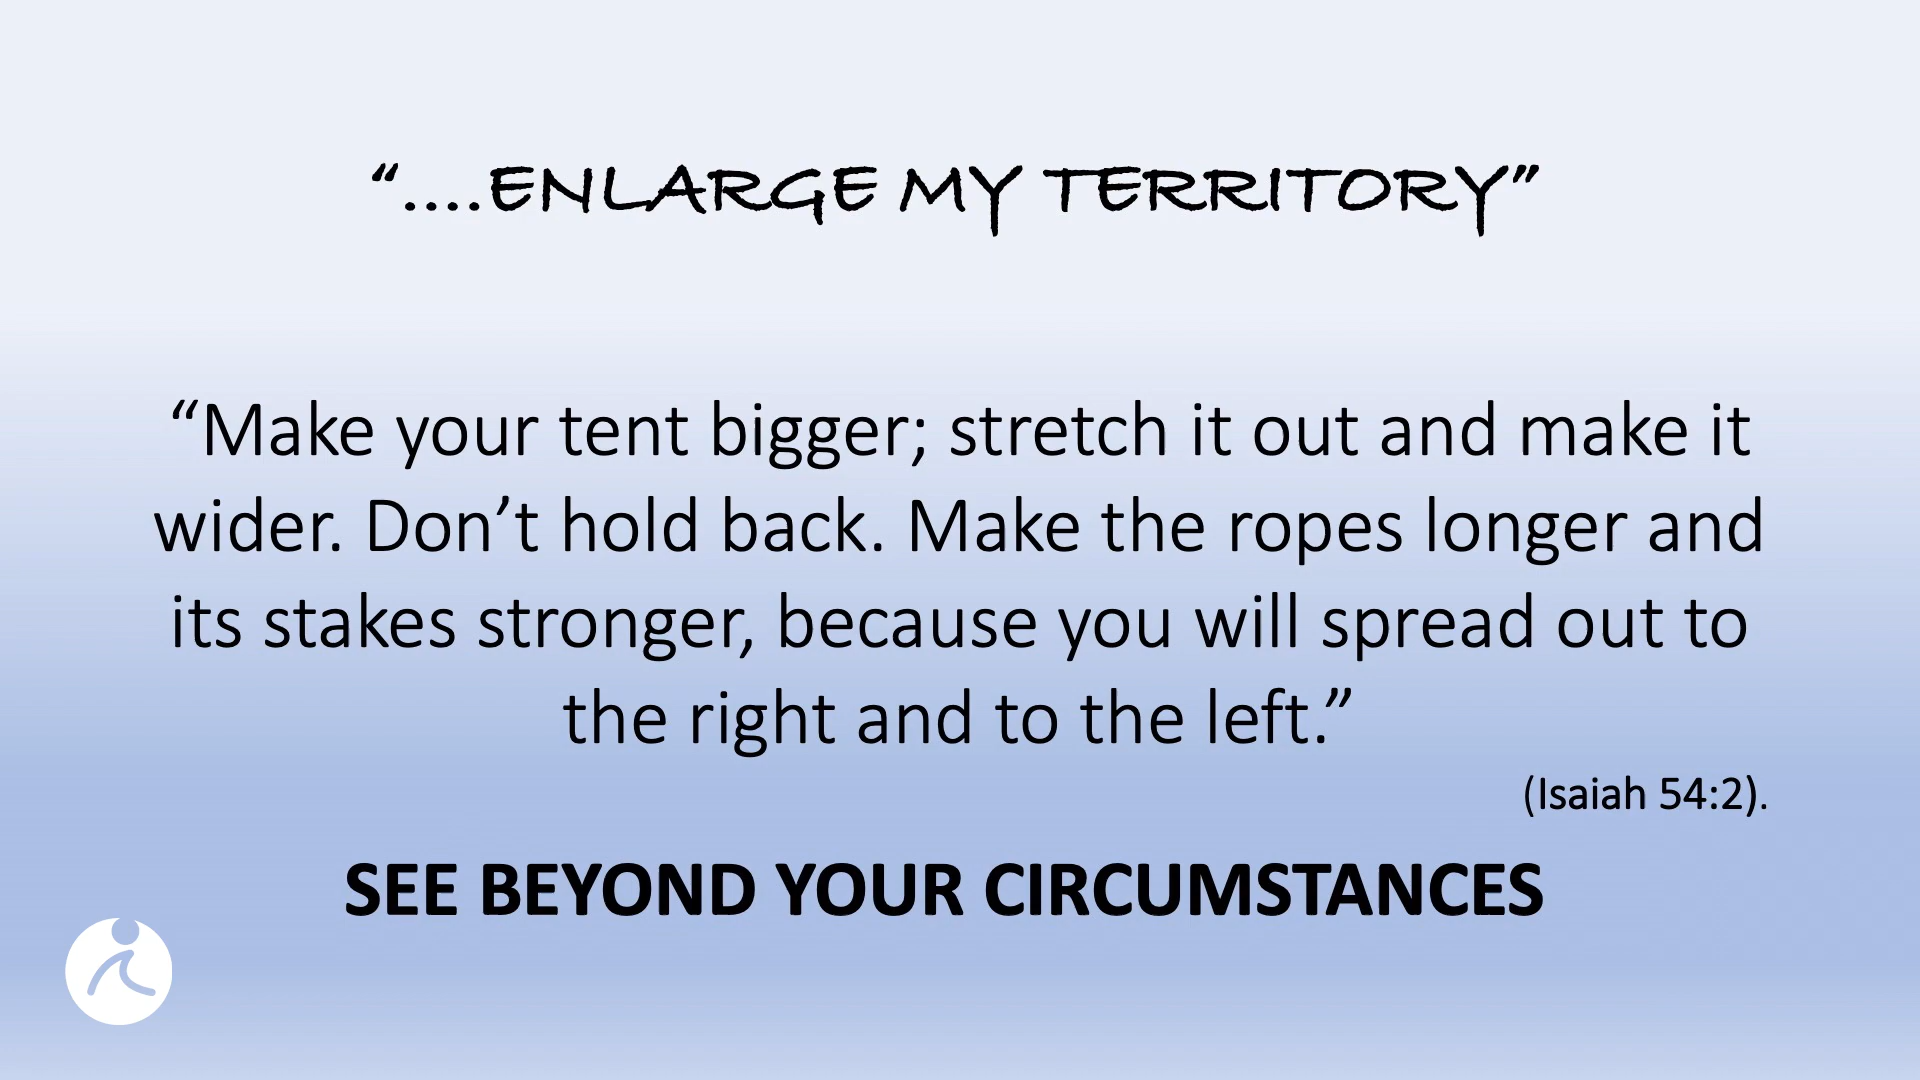 “....ENLARGE MY TERRITORY”
“Make your tent bigger; stretch it out and make it
wider. Don’t hold back. Make the ropes longer and
its stakes stronger, because you will spread out to
the right and to the left.”
(Isaiah 54:2).
SEE BEYOND YOUR CIRCUMSTANCES